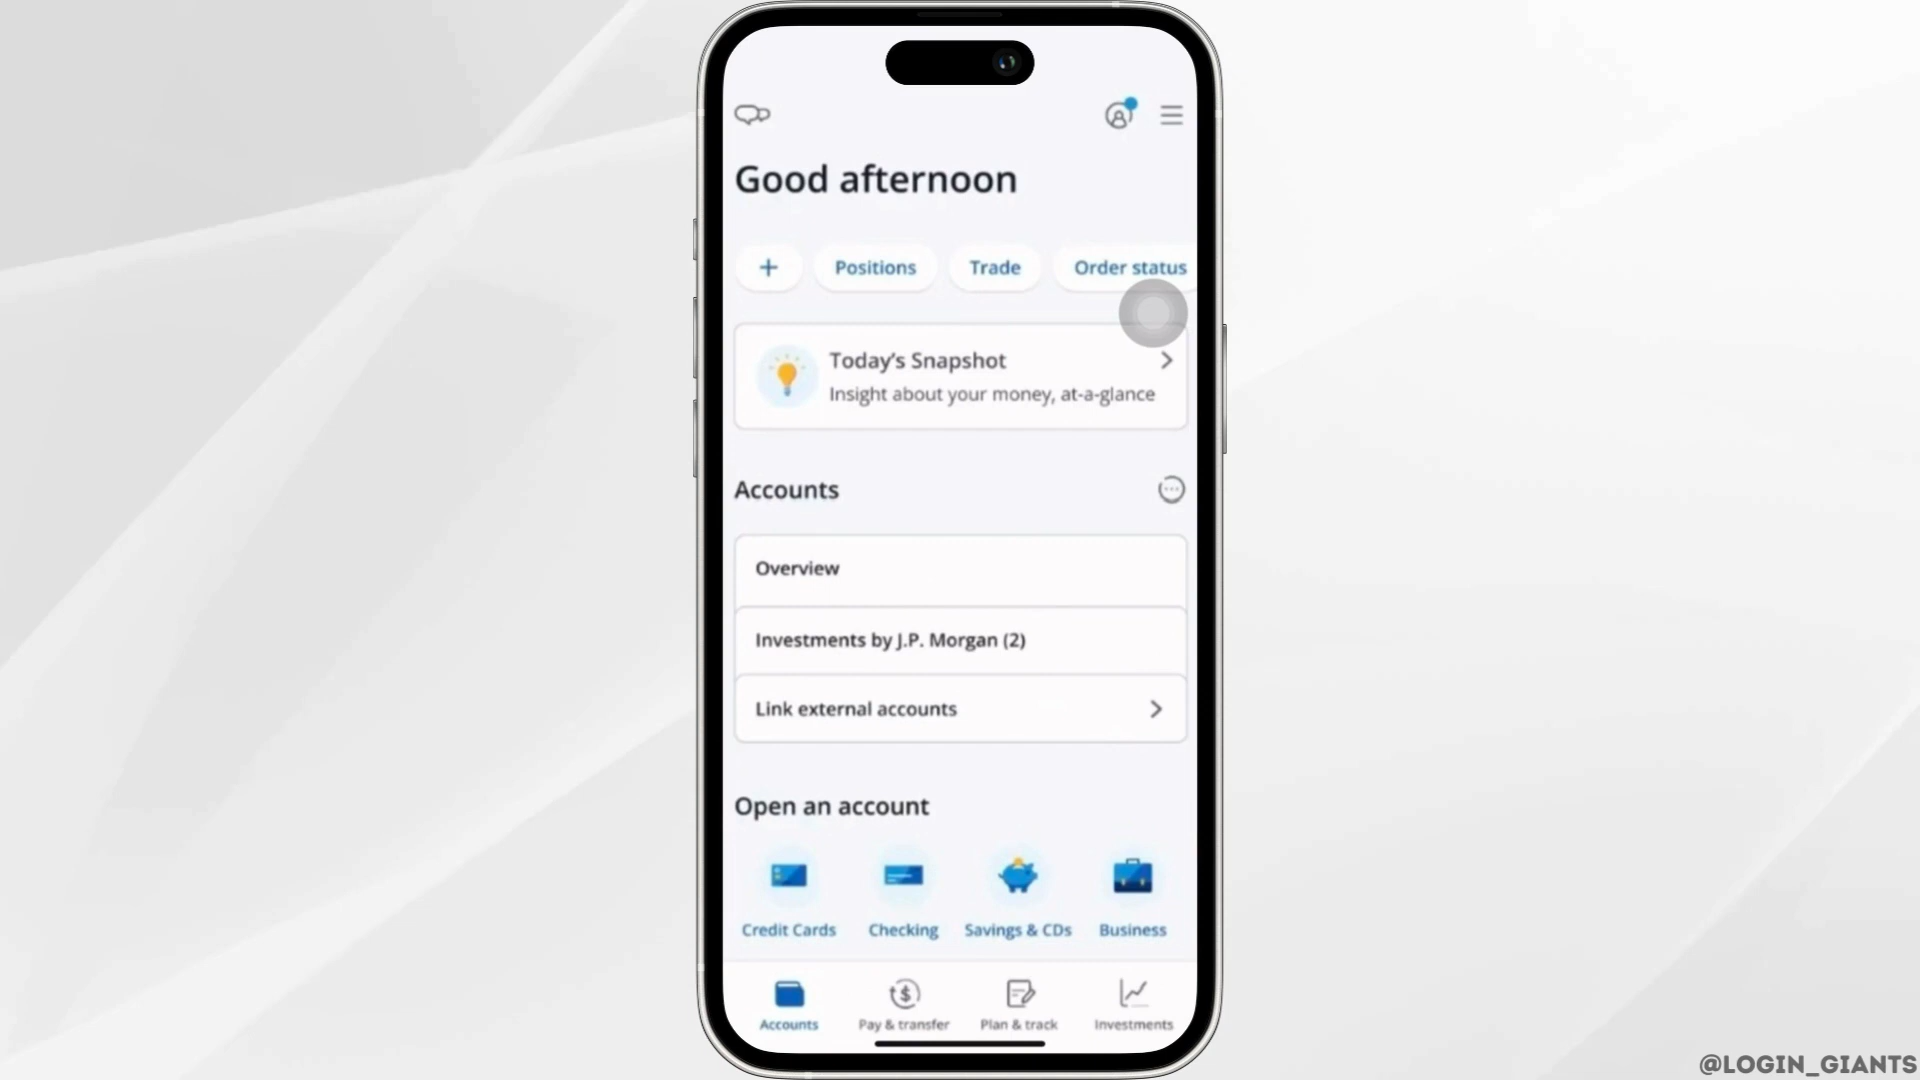 Good afternoon
+ Positions Trade Order status
Today's Snapshot
Insight about your money, at-a-glance
Accounts
Overview
Investments by J.P. Morgan (2)
Link external accounts
Open an account
Credit Cards Checking Savings & CDs Business
Accounts Pay & transfer Plan & track Investments
@LOGIN_GIANTS